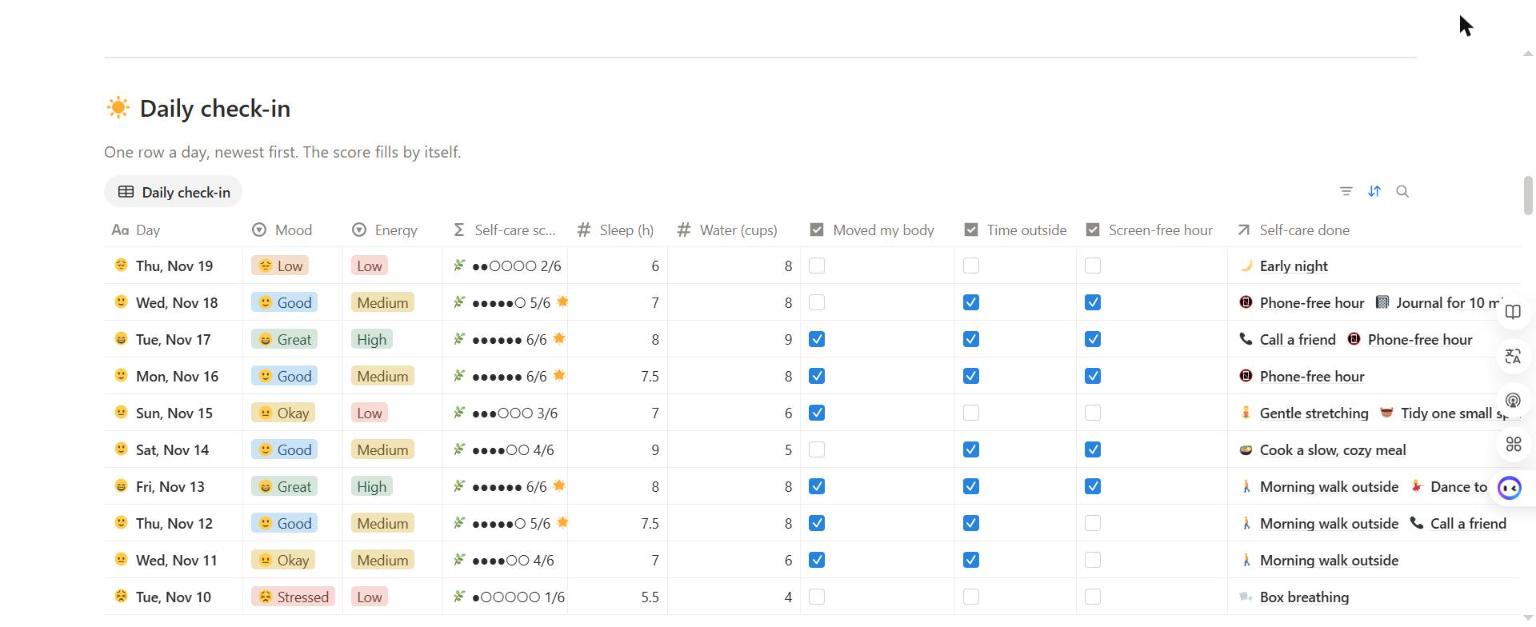 Daily check-in
One row a day, newest first. The score fills by itself.
Daily check-in
Aa Day Mood Energy Σ Self-care sc... # Sleep (h) # Water (cups) Moved my body Time outside Screen-free hour Self-care done
Thu, Nov 19 Low Low ●●○○○○ 2/6 6 8 Early night
Wed, Nov 18 Good Medium ●●●●●○ 5/6 7 8 Phone-free hour Journal for 10
Tue, Nov 17 Great High ●●●●●● 6/6 8 9 Call a friend Phone-free hour
Mon, Nov 16 Good Medium ●●●●●● 6/6 7.5 8 Phone-free hour
Sun, Nov 15 Okay Low ●●●○○○ 3/6 7 6 Gentle stretching Tidy one small
Sat, Nov 14 Good Medium ●●●●○○ 4/6 9 5 Cook a slow, cozy meal
Fri, Nov 13 Great High ●●●●●● 6/6 8 8 Morning walk outside Dance to
Thu, Nov 12 Good Medium ●●●●●○ 5/6 7.5 8 Morning walk outside Call a friend
Wed, Nov 11 Okay Medium ●●●●○○ 4/6 7 6 Morning walk outside
Tue, Nov 10 Stressed Low ●○○○○○ 1/6 5.5 4 Box breathing